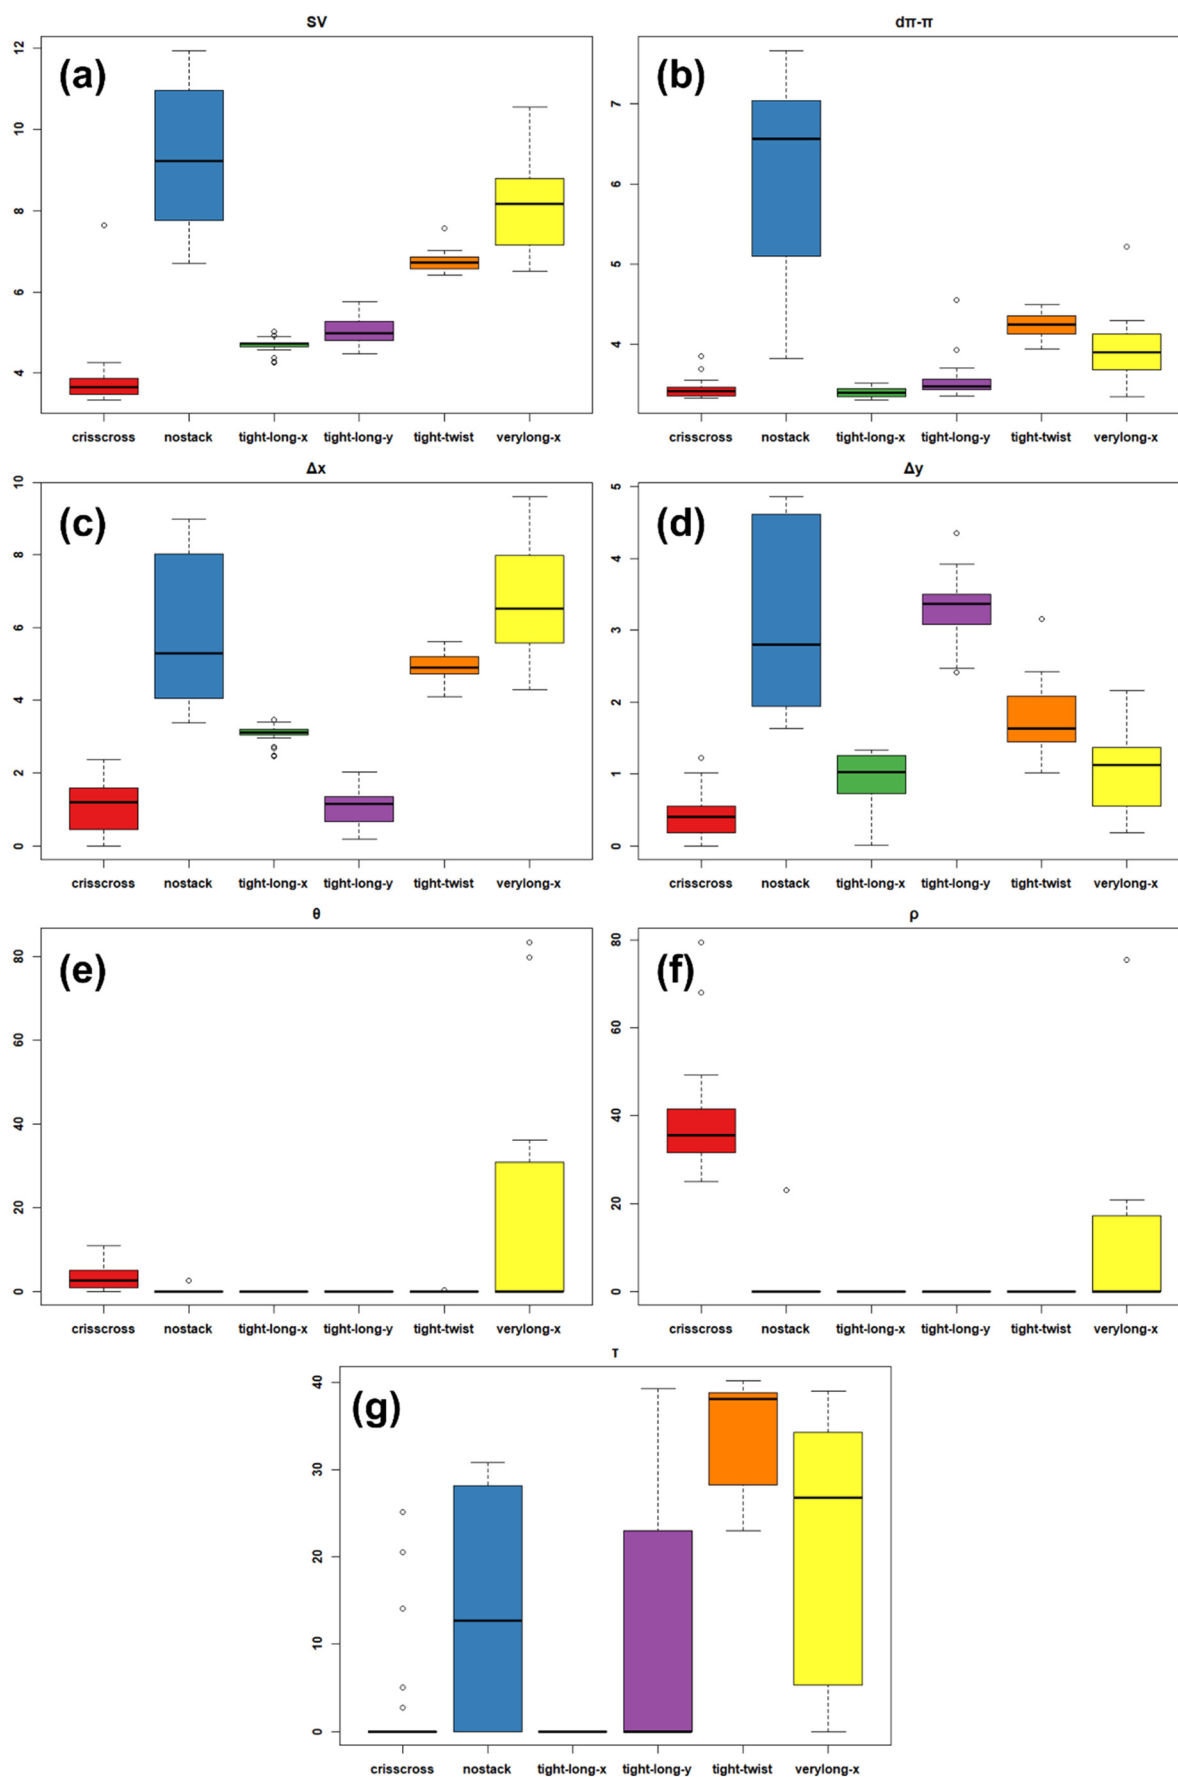 SV
(a)
12
10
8
6
4
crisscross nostack tight-long-x tight-long-y tight-twist verylong-x
dπ-π
(b)
7
6
5
4
crisscross nostack tight-long-x tight-long-y tight-twist verylong-x
Δx
(c)
10
8
6
4
2
0
crisscross nostack tight-long-x tight-long-y tight-twist verylong-x
Δy
(d)
5
4
3
2
1
0
crisscross nostack tight-long-x tight-long-y tight-twist verylong-x
θ
(e)
80
60
40
20
0
crisscross nostack tight-long-x tight-long-y tight-twist verylong-x
ρ
(f)
80
60
40
20
0
crisscross nostack tight-long-x tight-long-y tight-twist verylong-x
τ
(g)
40
30
20
10
0
crisscross nostack tight-long-x tight-long-y tight-twist verylong-x